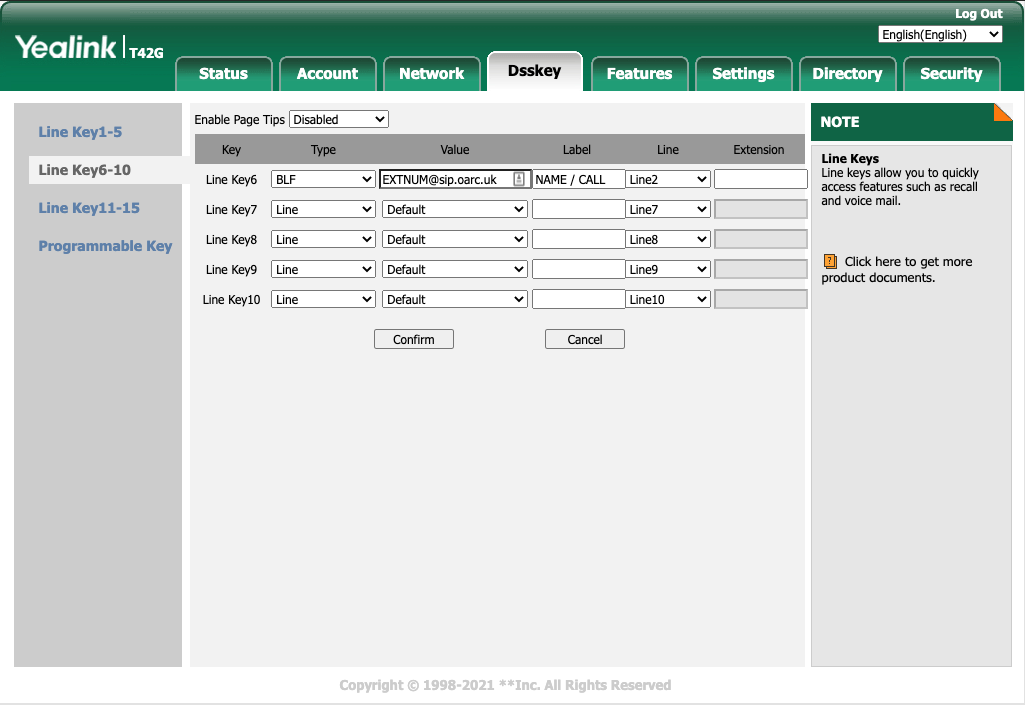 Log Out
Yealink T42G
English(English)
Status Account Network Dsskey Features Settings Directory Security
Line Key1-5
Line Key6-10
Line Key11-15
Programmable Key
Enable Page Tips Disabled
Key Type Value Label Line Extension
Line Key6 BLF EXTNUM@sip.oarc.uk NAME / CALL Line2
Line Key7 Line Default Line7
Line Key8 Line Default Line8
Line Key9 Line Default Line9
Line Key10 Line Default Line10
Confirm Cancel
NOTE
Line Keys
Line keys allow you to quickly
access features such as recall
and voice mail.
? Click here to get more
product documents.
Copyright © 1998-2021 **Inc. All Rights Reserved